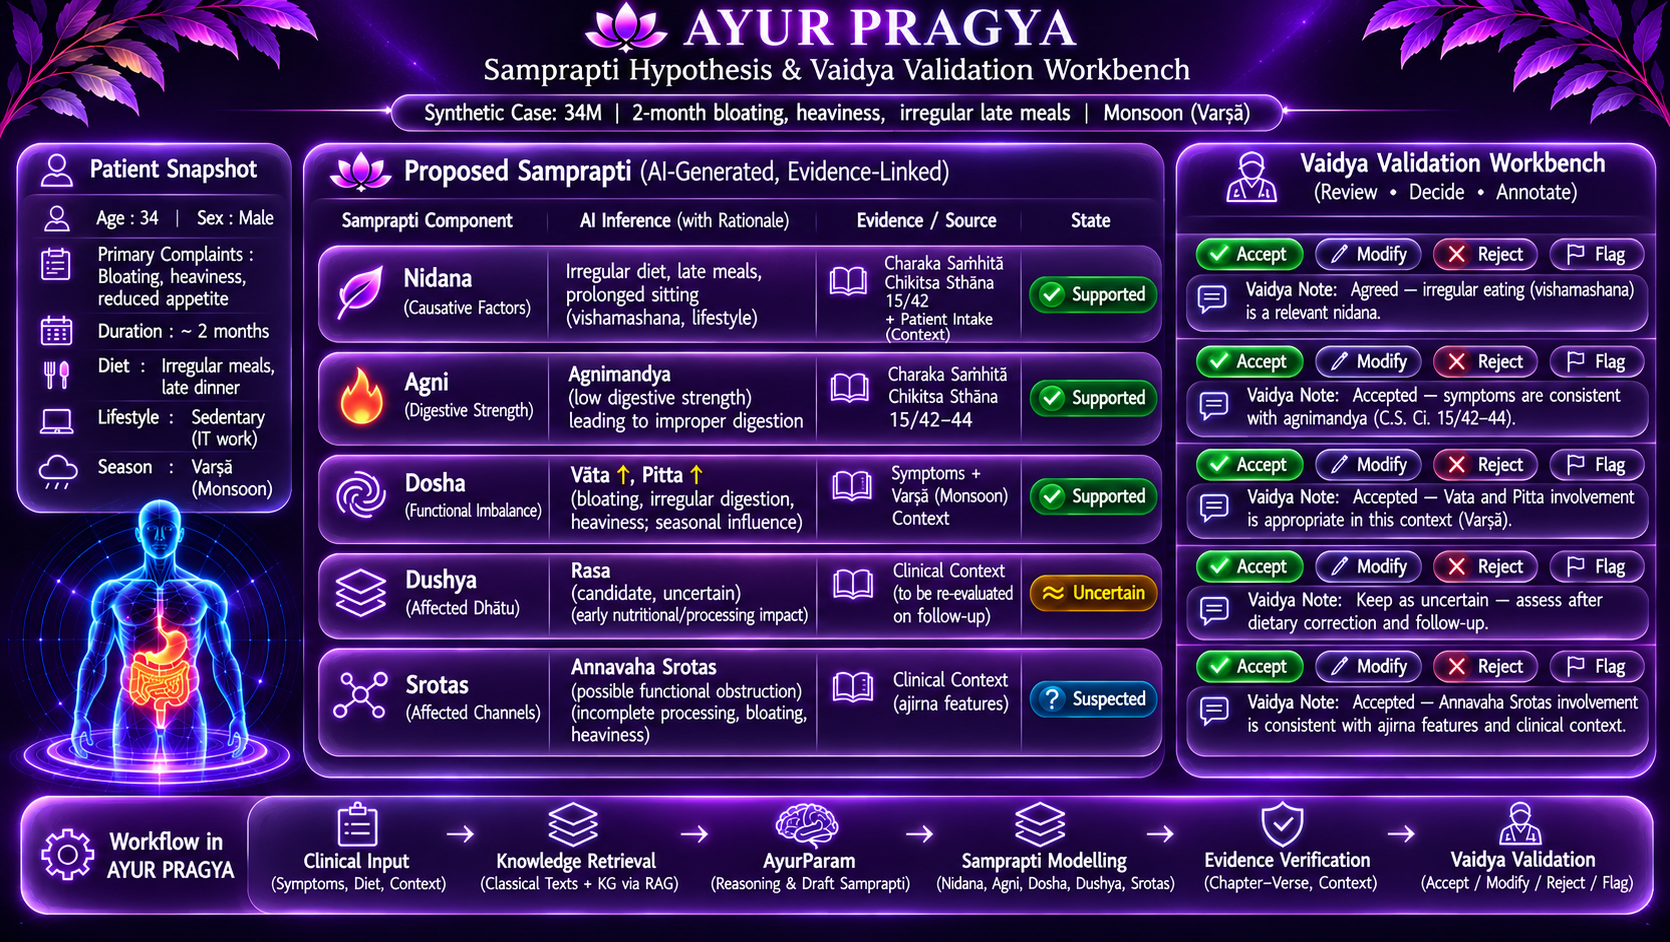 AYUR PRAGYA
Samprapti Hypothesis & Vaidya Validation Workbench
Synthetic Case: 34M | 2-month bloating, heaviness, irregular late meals | Monsoon (Varṣā)
Patient Snapshot
Age : 34 | Sex : Male
Primary Complaints :
Bloating, heaviness,
reduced appetite
Duration : ~ 2 months
Diet : Irregular meals,
late dinner
Lifestyle : Sedentary
(IT work)
Season : Varṣā
(Monsoon)
Proposed Samprapti (AI-Generated, Evidence-Linked)
Samprapti Component
AI Inference (with Rationale)
Evidence / Source
State
Nidana
(Causative Factors)
Irregular diet, late meals,
prolonged sitting
(vishamashana, lifestyle)
Charaka Saṁhitā
Chikitsa Sthāna
15/42
+ Patient Intake
(Context)
Supported
Agni
(Digestive Strength)
Agnimandya
(low digestive strength)
leading to improper digestion
Charaka Saṁhitā
Chikitsa Sthāna
15/42–44
Supported
Dosha
(Functional Imbalance)
Vāta ↑, Pitta ↑
(bloating, irregular digestion,
heaviness; seasonal influence)
Symptoms +
Varṣā (Monsoon)
Context
Supported
Dushya
(Affected Dhātu)
Rasa
(candidate, uncertain)
(early nutritional/processing impact)
Clinical Context
(to be re-evaluated
on follow-up)
Uncertain
Srotas
(Affected Channels)
Annavaha Srotas
(possible functional obstruction)
(incomplete processing, bloating,
heaviness)
Clinical Context
(ajirna features)
Suspected
Vaidya Validation Workbench
(Review • Decide • Annotate)
Accept Modify Reject Flag
Vaidya Note: Agreed — irregular eating (vishamashana)
is a relevant nidana.
Accept Modify Reject Flag
Vaidya Note: Accepted — symptoms are consistent
with agnimandya (C.S. Ci. 15/42–44).
Accept Modify Reject Flag
Vaidya Note: Accepted — Vata and Pitta involvement
is appropriate in this context (Varṣā).
Accept Modify Reject Flag
Vaidya Note: Keep as uncertain — assess after
dietary correction and follow-up.
Accept Modify Reject Flag
Vaidya Note: Accepted — Annavaha Srotas involvement
is consistent with ajirna features and clinical context.
Workflow in
AYUR PRAGYA
Clinical Input
(Symptoms, Diet, Context)
Knowledge Retrieval
(Classical Texts + KG via RAG)
AyurParam
(Reasoning & Draft Samprapti)
Samprapti Modelling
(Nidana, Agni, Dosha, Dushya, Srotas)
Evidence Verification
(Chapter–Verse, Context)
Vaidya Validation
(Accept / Modify / Reject / Flag)